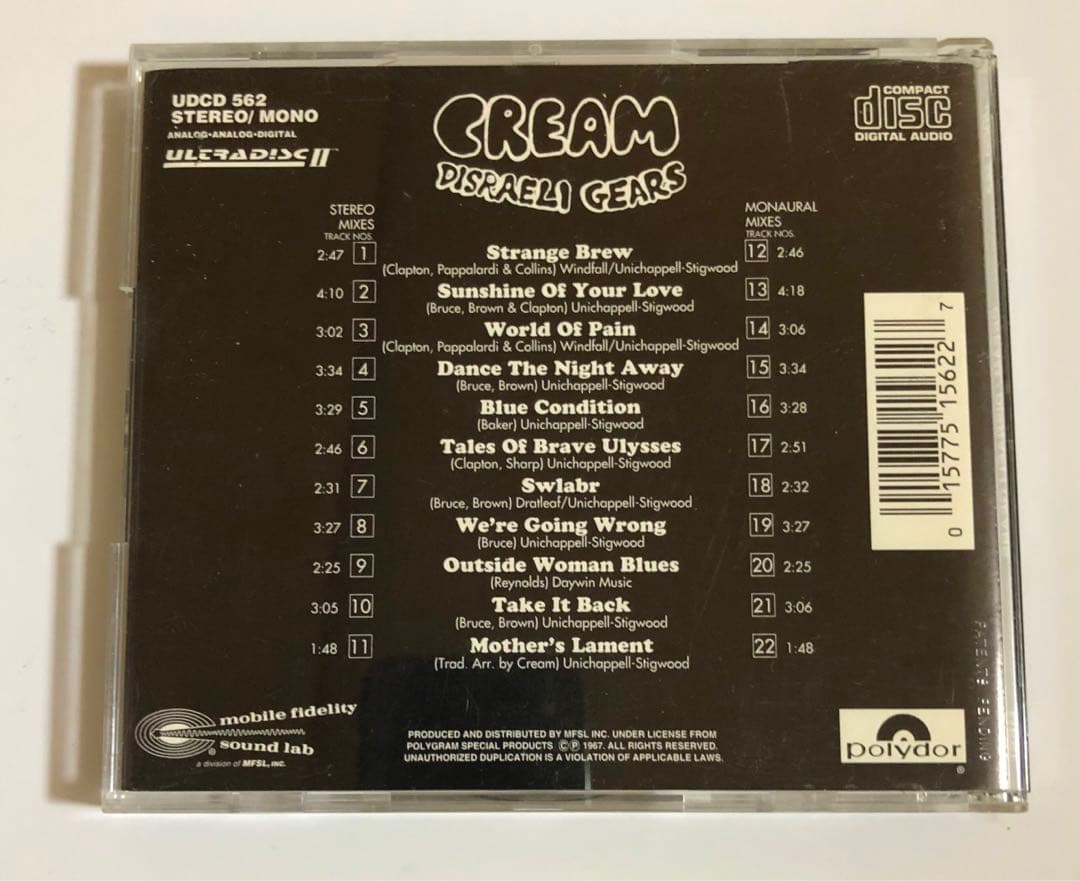 UDCD 562
STEREO/ MONO
ANALOG•ANALOG•DIGITAL
ULTRADISC II™
CREAM
DISRAELI GEARS
COMPACT
disc
DIGITAL AUDIO
STEREO
MIXES
TRACK NOS.
MONAURAL
MIXES
TRACK NOS.
2:47 1 Strange Brew 12 2:46
(Clapton, Pappalardi & Collins) Windfall/Unichappell-Stigwood
4:10 2 Sunshine Of Your Love 13 4:18
(Bruce, Brown & Clapton) Unichappell-Stigwood
3:02 3 World Of Pain 14 3:06
(Clapton, Pappalardi & Collins) Windfall/Unichappell-Stigwood
3:34 4 Dance The Night Away 15 3:34
(Bruce, Brown) Unichappell-Stigwood
3:29 5 Blue Condition 16 3:28
(Baker) Unichappell-Stigwood
2:46 6 Tales Of Brave Ulysses 17 2:51
(Clapton, Sharp) Unichappell-Stigwood
2:31 7 Swlabr 18 2:32
(Bruce, Brown) Dratleaf/Unichappell-Stigwood
3:27 8 We're Going Wrong 19 3:27
(Bruce) Unichappell-Stigwood
2:25 9 Outside Woman Blues 20 2:25
(Reynolds) Daywin Music
3:05 10 Take It Back 21 3:06
(Bruce, Brown) Unichappell-Stigwood
1:48 11 Mother's Lament 22 1:48
(Trad. Arr. by Cream) Unichappell-Stigwood
0 15775 15622 7
PATENTS PENDING
mobile fidelity
sound lab
a division of MFSL, INC.
PRODUCED AND DISTRIBUTED BY MFSL INC. UNDER LICENSE FROM
POLYGRAM SPECIAL PRODUCTS ©℗ 1967. ALL RIGHTS RESERVED.
UNAUTHORIZED DUPLICATION IS A VIOLATION OF APPLICABLE LAWS.
polydor
®